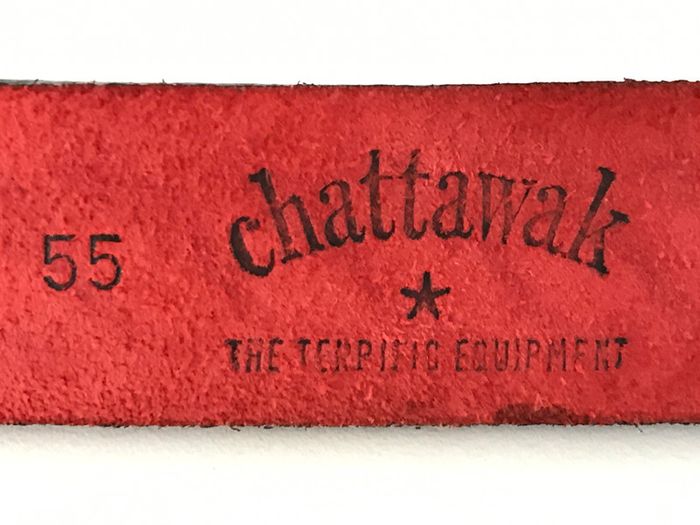 55
chattawak
THE TERRIFIC EQUIPMENT